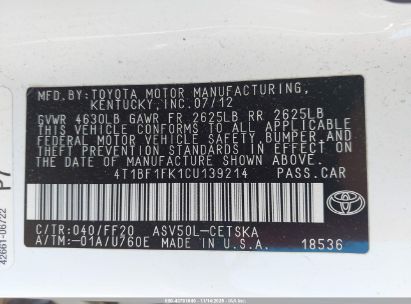 MFD.BY:TOYOTA MOTOR MANUFACTURING,
KENTUCKY,INC.07/12
GVWR 4630LB GAWR FR 2625LB RR 2625LB
THIS VEHICLE CONFORMS TO ALL APPLICABLE
FEDERAL MOTOR VEHICLE SAFETY, BUMPER,AND
THEFT PREVENTION STANDARDS IN EFFECT ON
THE DATE OF MANUFACTURE SHOWN ABOVE.
4T1BF1FK1CU139214 PASS.CAR
C/TR:040/FF20 ASV50L-CETSKA
A/TM:-01A/U760E MADE IN U.S.A. 18536
TOYOTA
42661-06722